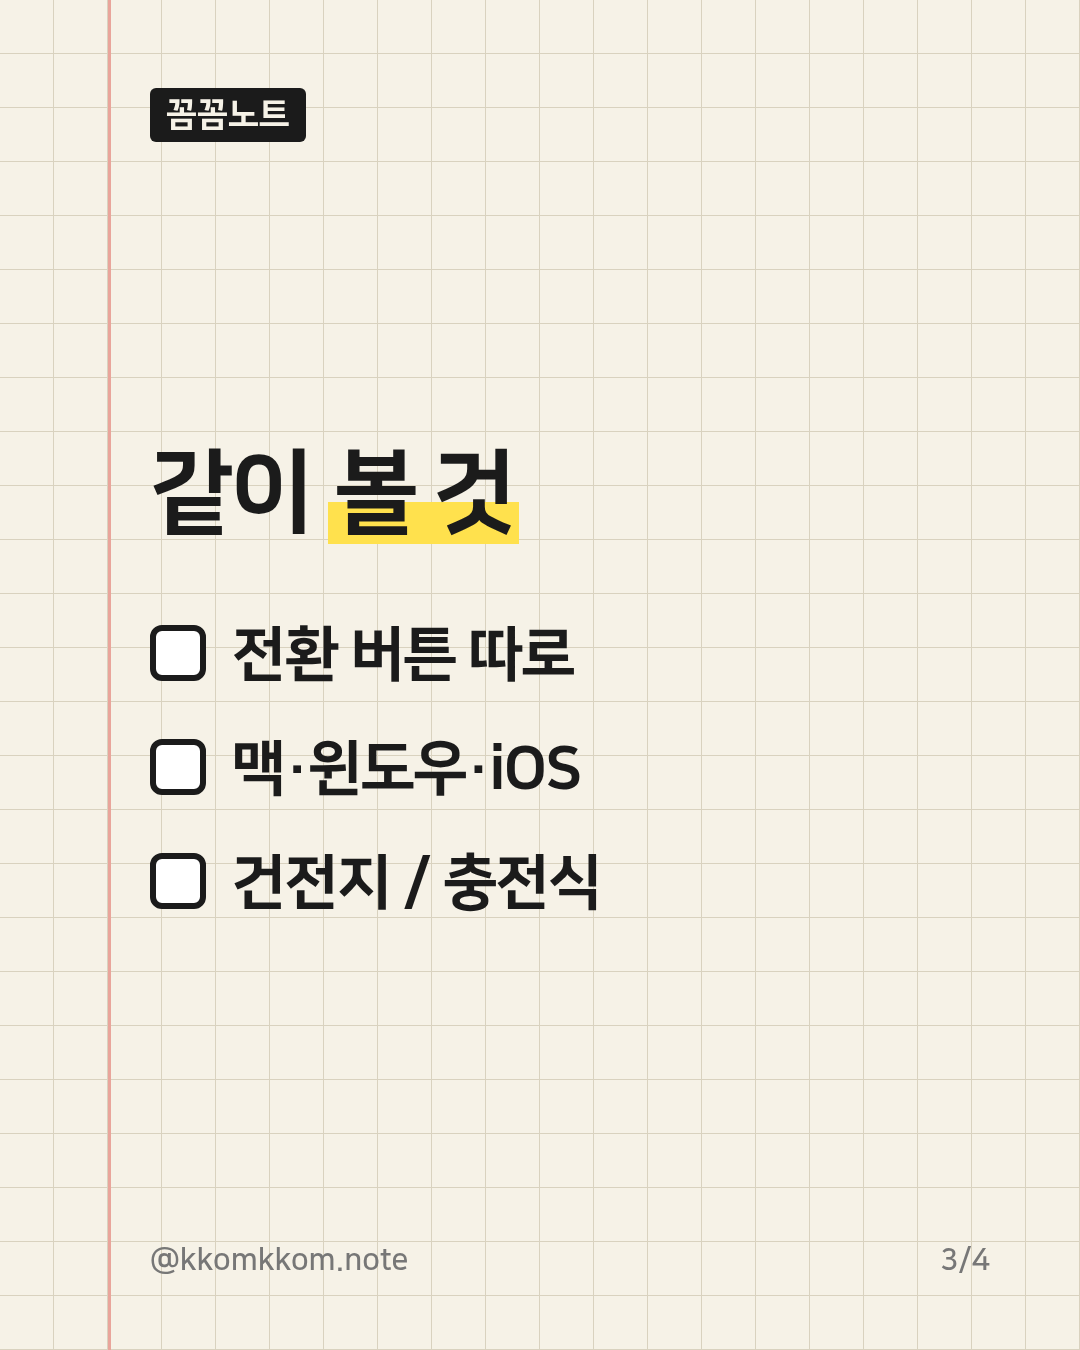 꼼꼼노트
같이 볼 것
전환 버튼 따로
맥·윈도우·iOS
건전지 / 충전식
@kkomkkom.note
3/4